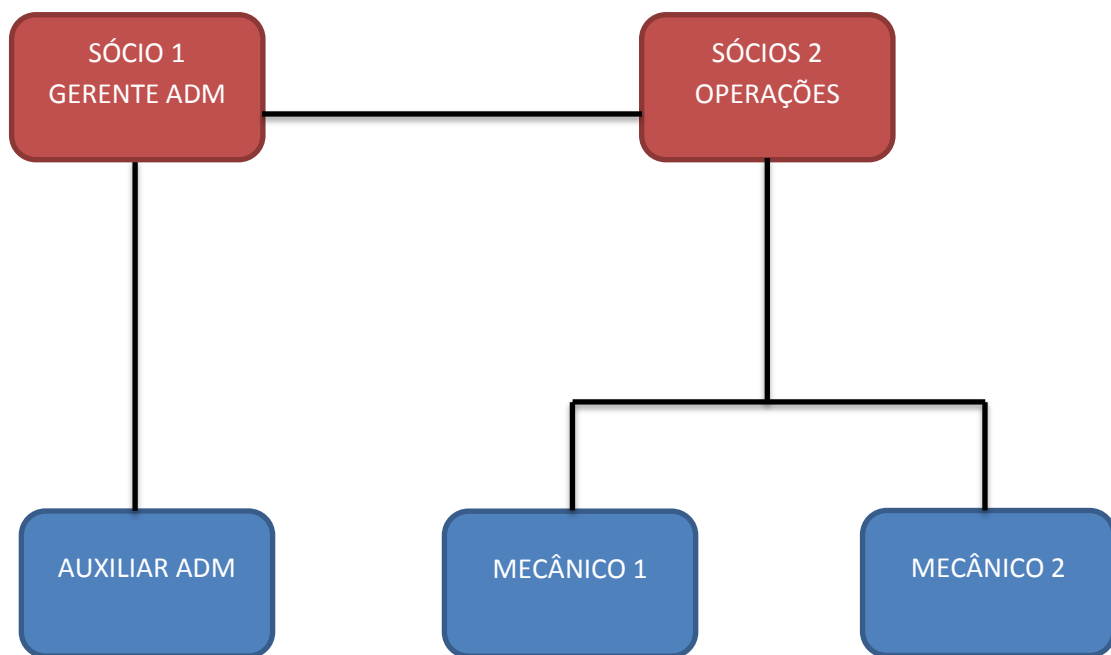 SÓCIO 1
GERENTE ADM
SÓCIOS 2
OPERAÇÕES
AUXILIAR ADM
MECÂNICO 1
MECÂNICO 2